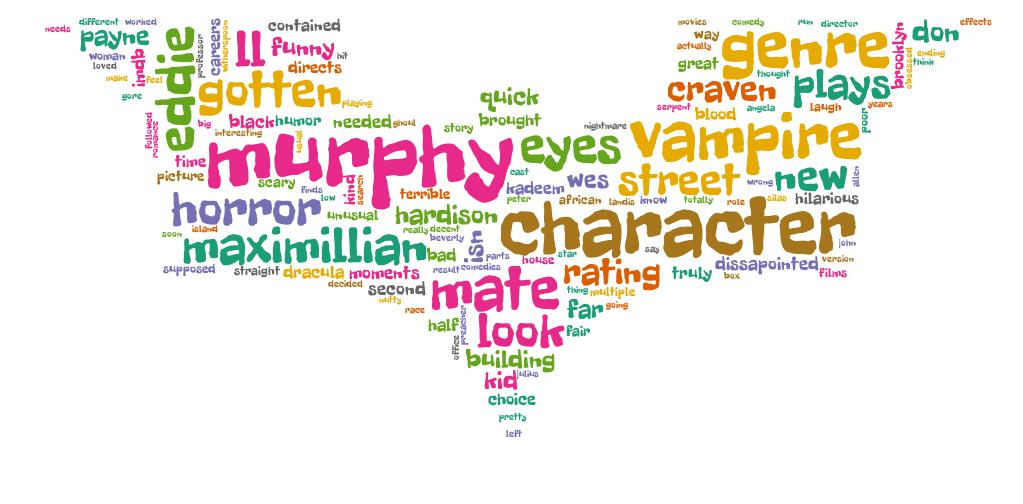 needs different worked
payne
woman
loved
imdb
make feel
gore
eddie
professor
careers
witherspoon
ll
contained
funny hit
directs
gotten playing
movies comedy run director effects
way
actually
genre
brooklyn
don
obsessed
ending
think
great thought
craven plays
serpent blood angela laugh years
poor
quick
brought
story
followed
romance
big black humor needed ghoul
interesting
usual
time
murphy
eyes
nightmare
vampire
picture
scary
finds low
kind
search
terrible
cast
kadeem
wes
street
wrong
new
allen
peter african landis know totally role silas hilarious
horror
unusual hardison
island
soon
really decent
character
maximillian
beverly
bad
isn
parts
house
star
say
john
supposed straight dracula moments
result comedies
rating
truly
dissapointed version
box
films
decided second
nutty
mate
thing multiple
race
far going
half
preacher
look
fair
office
building
kid julius
choice
pretty
left